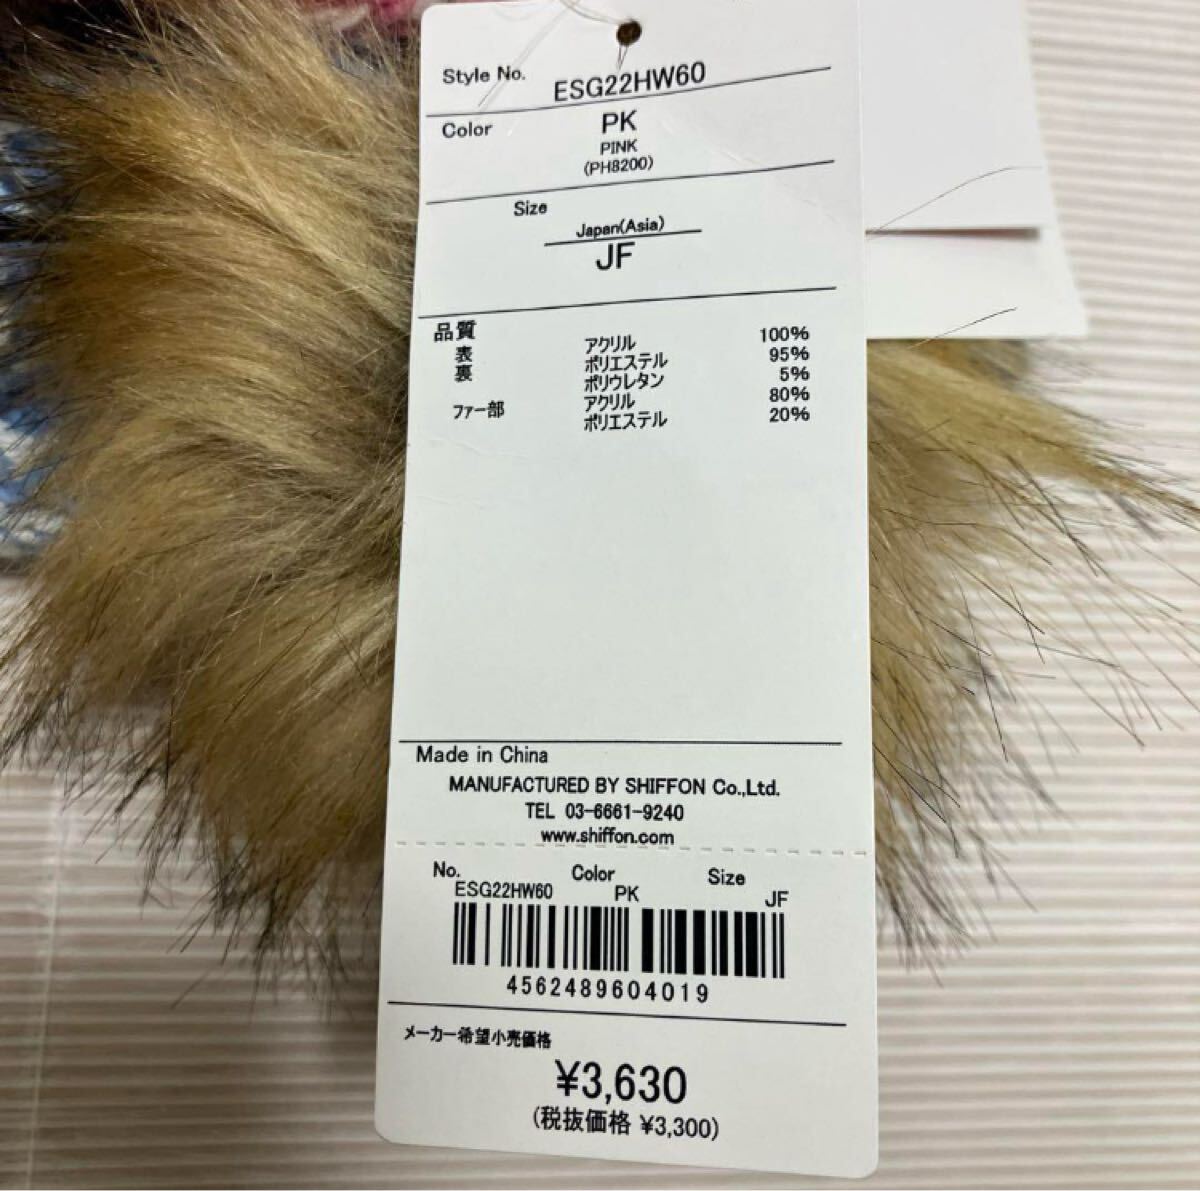 Style No. ESG22HW60
Color PK
PINK
(PH8200)
Size
Japan(Asia)
JF
品質
表 アクリル 100%
裏 ポリエステル 95%
ポリウレタン 5%
ファー部 アクリル 80%
ポリエステル 20%
Made in China
MANUFACTURED BY SHIFFON Co.,Ltd.
TEL 03-6661-9240
www.shiffon.com
No. Color Size
ESG22HW60 PK JF
4562489604019
メーカー希望小売価格
¥3,630
(税抜価格 ¥3,300)